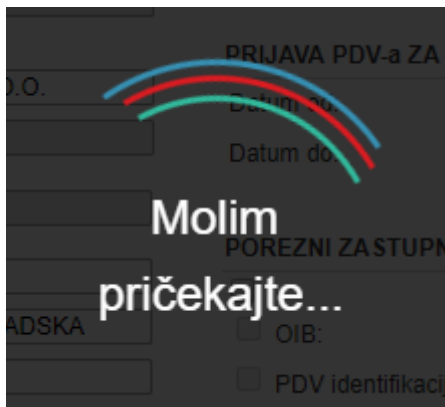 PRIJAVA PDV-a ZA
D.O.
Datum od:
Datum do:
Molim
pričekajte...
POREZNI ZASTUPN
ADSKA
OIB:
PDV identifikacij